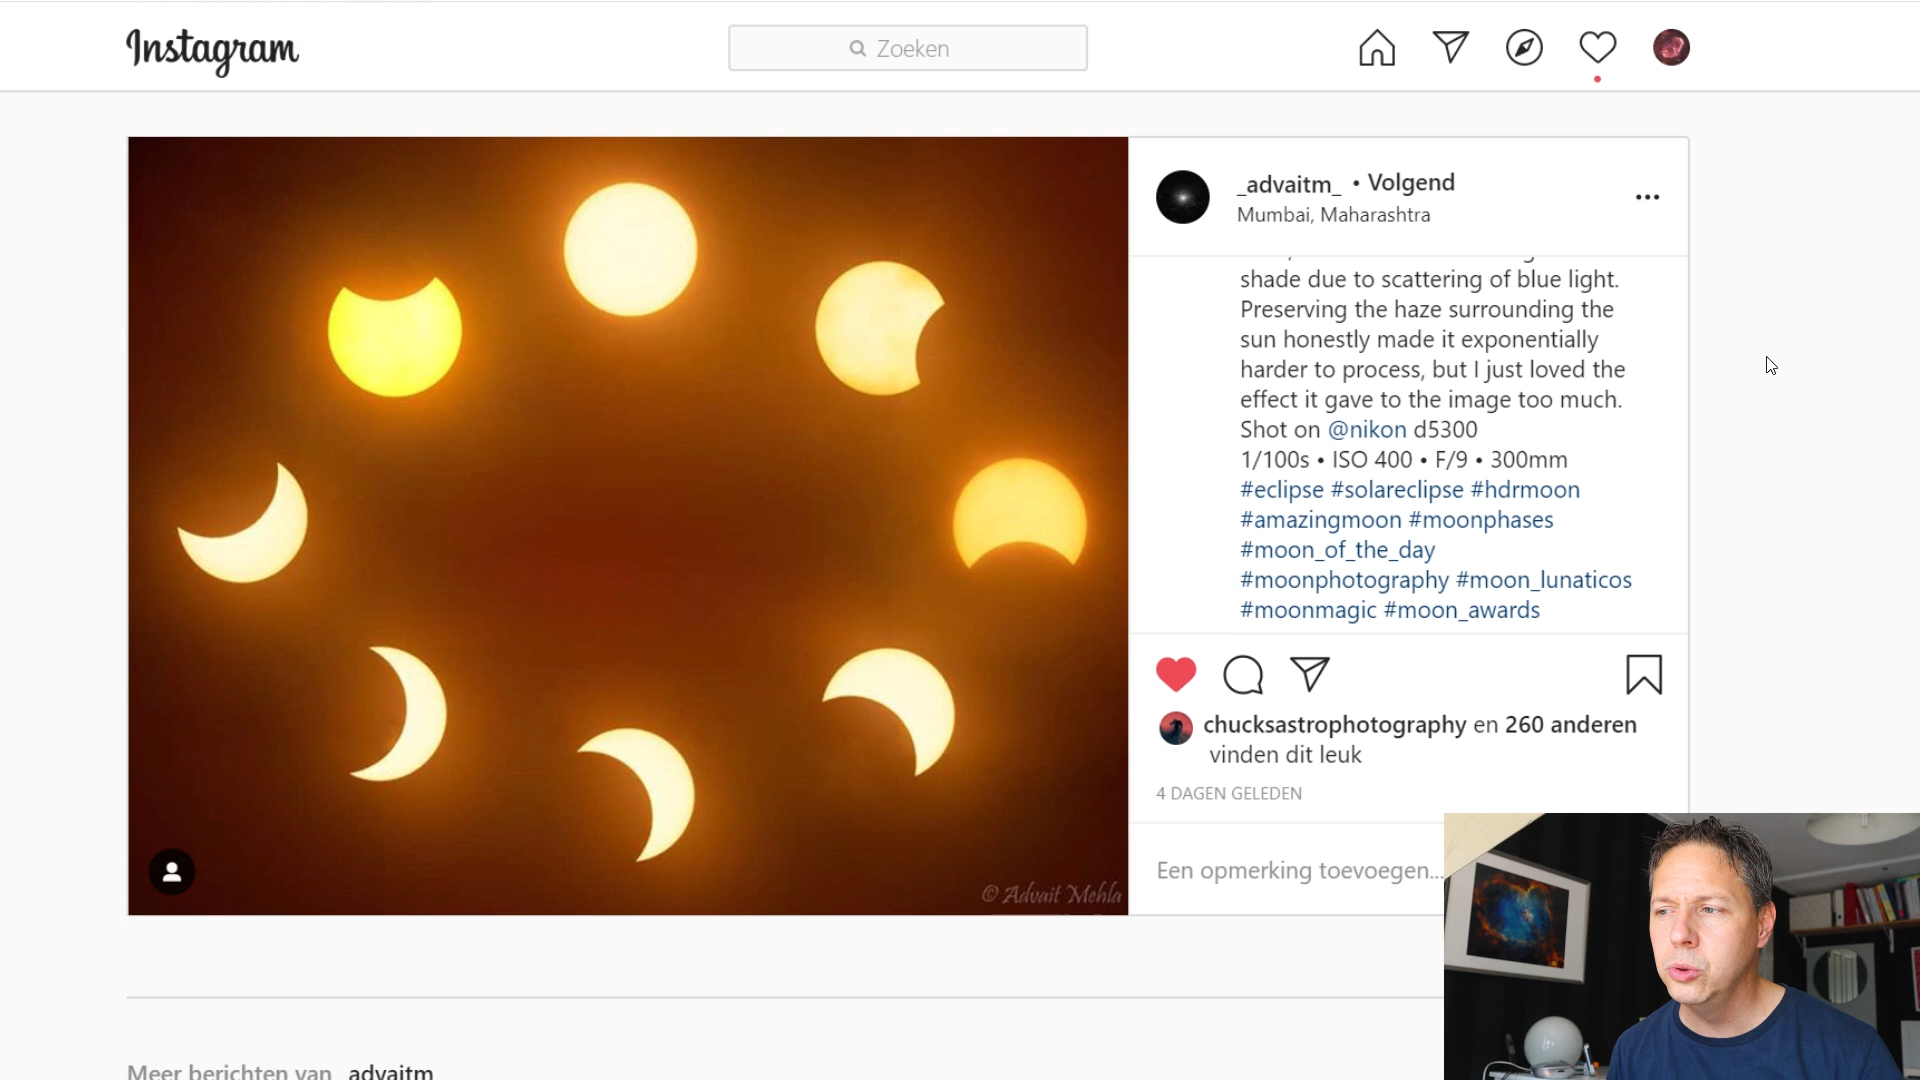 Instagram
Zoeken
_advaitm_ • Volgend
Mumbai, Maharashtra
shade due to scattering of blue light.
Preserving the haze surrounding the
sun honestly made it exponentially
harder to process, but I just loved the
effect it gave to the image too much.
Shot on @nikon d5300
1/100s • ISO 400 • F/9 • 300mm
#eclipse #solareclipse #hdrmoon
#amazingmoon #moonphases
#moon_of_the_day
#moonphotography #moon_lunaticos
#moonmagic #moon_awards
chucksastrophotography en 260 anderen
vinden dit leuk
4 DAGEN GELEDEN
Een opmerking toevoegen...
© Advait Mehla
Meer berichten van _advaitm_